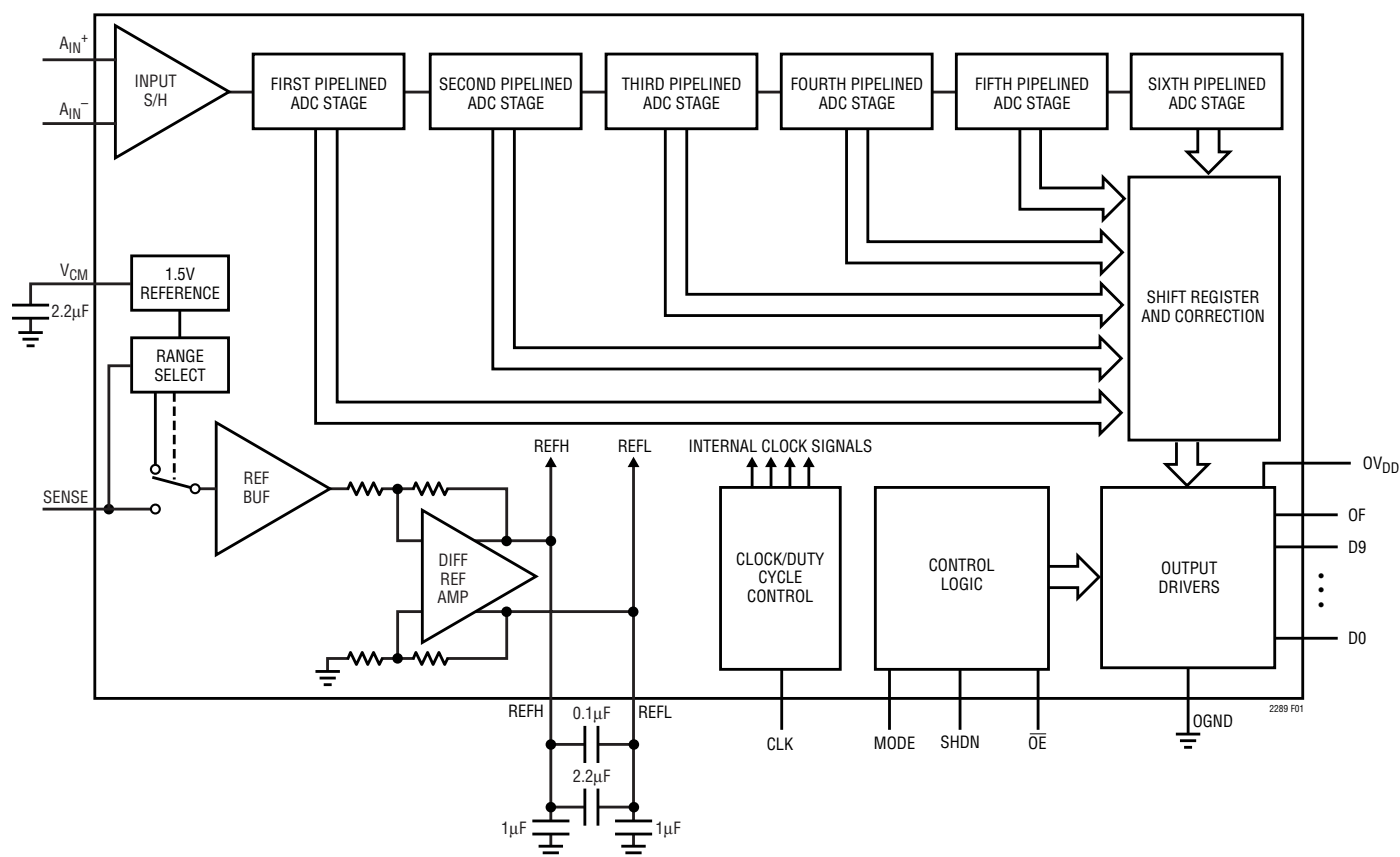 AIN+
AIN–
INPUT
S/H
FIRST PIPELINED
ADC STAGE
SECOND PIPELINED
ADC STAGE
THIRD PIPELINED
ADC STAGE
FOURTH PIPELINED
ADC STAGE
FIFTH PIPELINED
ADC STAGE
SIXTH PIPELINED
ADC STAGE
SHIFT REGISTER
AND CORRECTION
VCM
2.2µF
1.5V
REFERENCE
RANGE
SELECT
SENSE
REF
BUF
DIFF
REF
AMP
REFH
REFL
INTERNAL CLOCK SIGNALS
CLOCK/DUTY
CYCLE
CONTROL
CONTROL
LOGIC
OUTPUT
DRIVERS
OVDD
OF
D9
D0
REFH
0.1µF
REFL
2.2µF
1µF
1µF
CLK
MODE
SHDN
OE
OGND
2289 F01